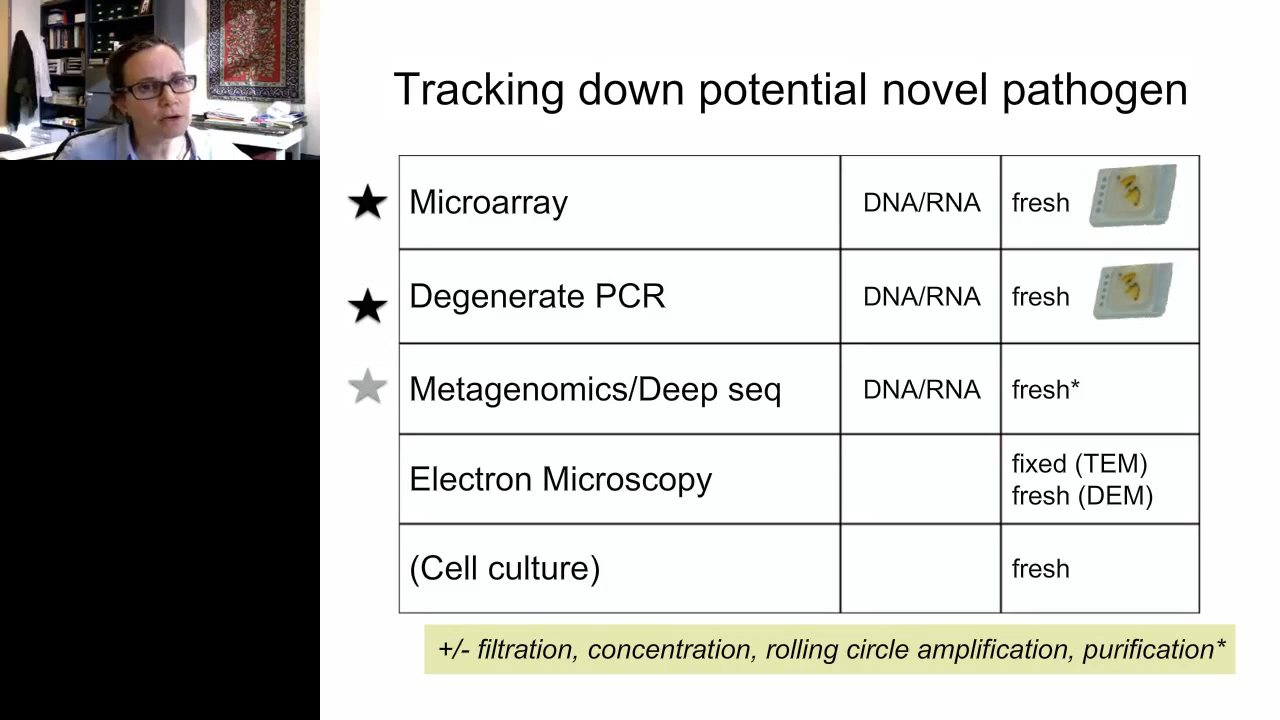 Tracking down potential novel pathogen
Microarray
DNA/RNA
fresh
Degenerate PCR
DNA/RNA
fresh
Metagenomics/Deep seq
DNA/RNA
fresh*
Electron Microscopy
fixed (TEM)
fresh (DEM)
(Cell culture)
fresh
+/- filtration, concentration, rolling circle amplification, purification*